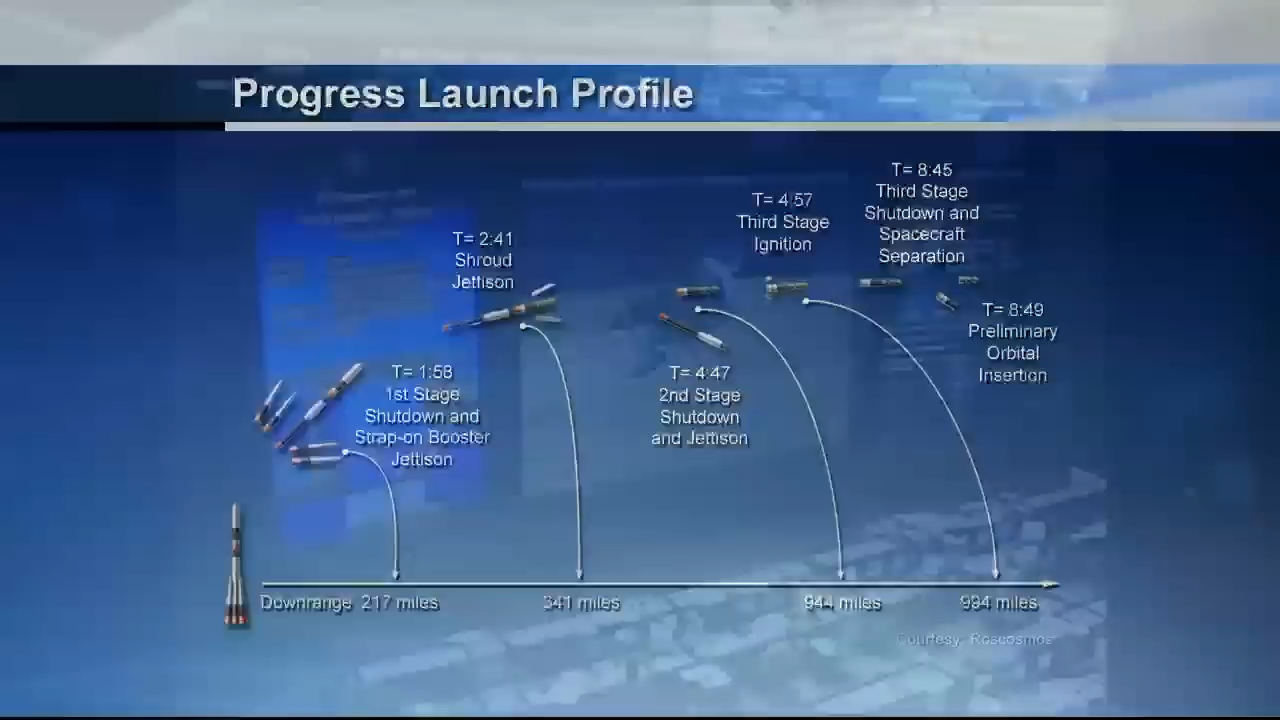 Progress Launch Profile
T= 8:45
Third Stage
Shutdown and
Spacecraft
Separation
T= 4:57
Third Stage
Ignition
T= 2:41
Shroud
Jettison
T= 8:49
Preliminary
Orbital
Insertion
T= 1:58
1st Stage
Shutdown and
Strap-on Booster
Jettison
T= 4:47
2nd Stage
Shutdown
and Jettison
Downrange 217 miles 341 miles 944 miles 994 miles
Courtesy: Roscosmos